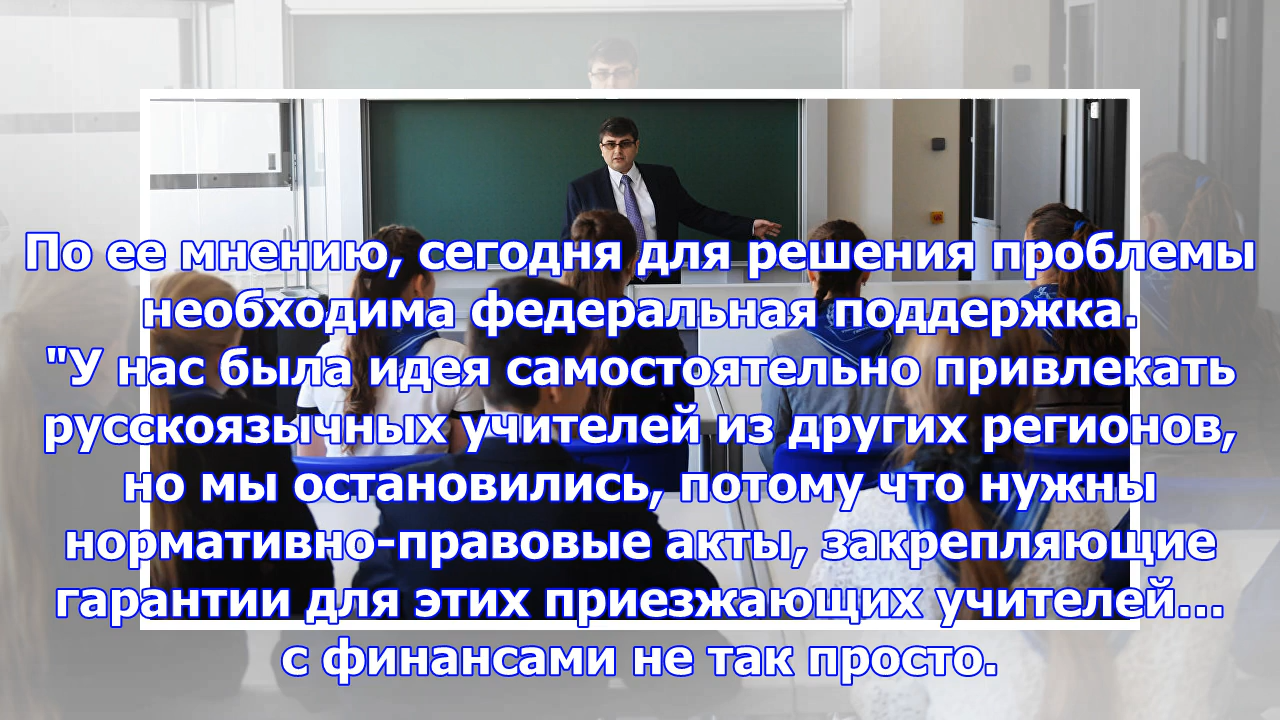 По ее мнению, сегодня для решения проблемы
необходима федеральная поддержка.
"У нас была идея самостоятельно привлекать
русскоязычных учителей из других регионов,
но мы остановились, потому что нужны
нормативно-правовые акты, закрепляющие
гарантии для этих приезжающих учителей...
с финансами не так просто.